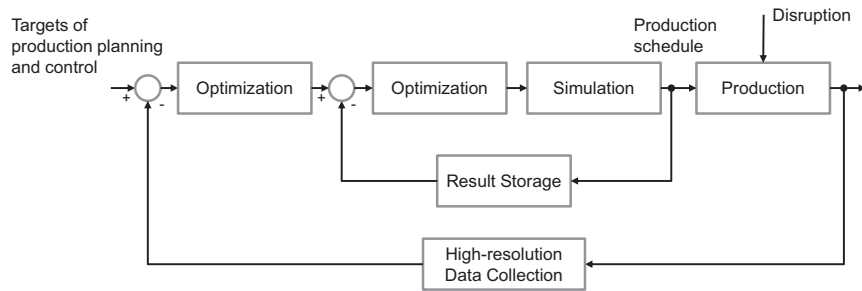 Targets of
production planning
and control
Production
schedule
Disruption
Optimization
Optimization
Simulation
Production
+
-
+
-
Result Storage
High-resolution
Data Collection